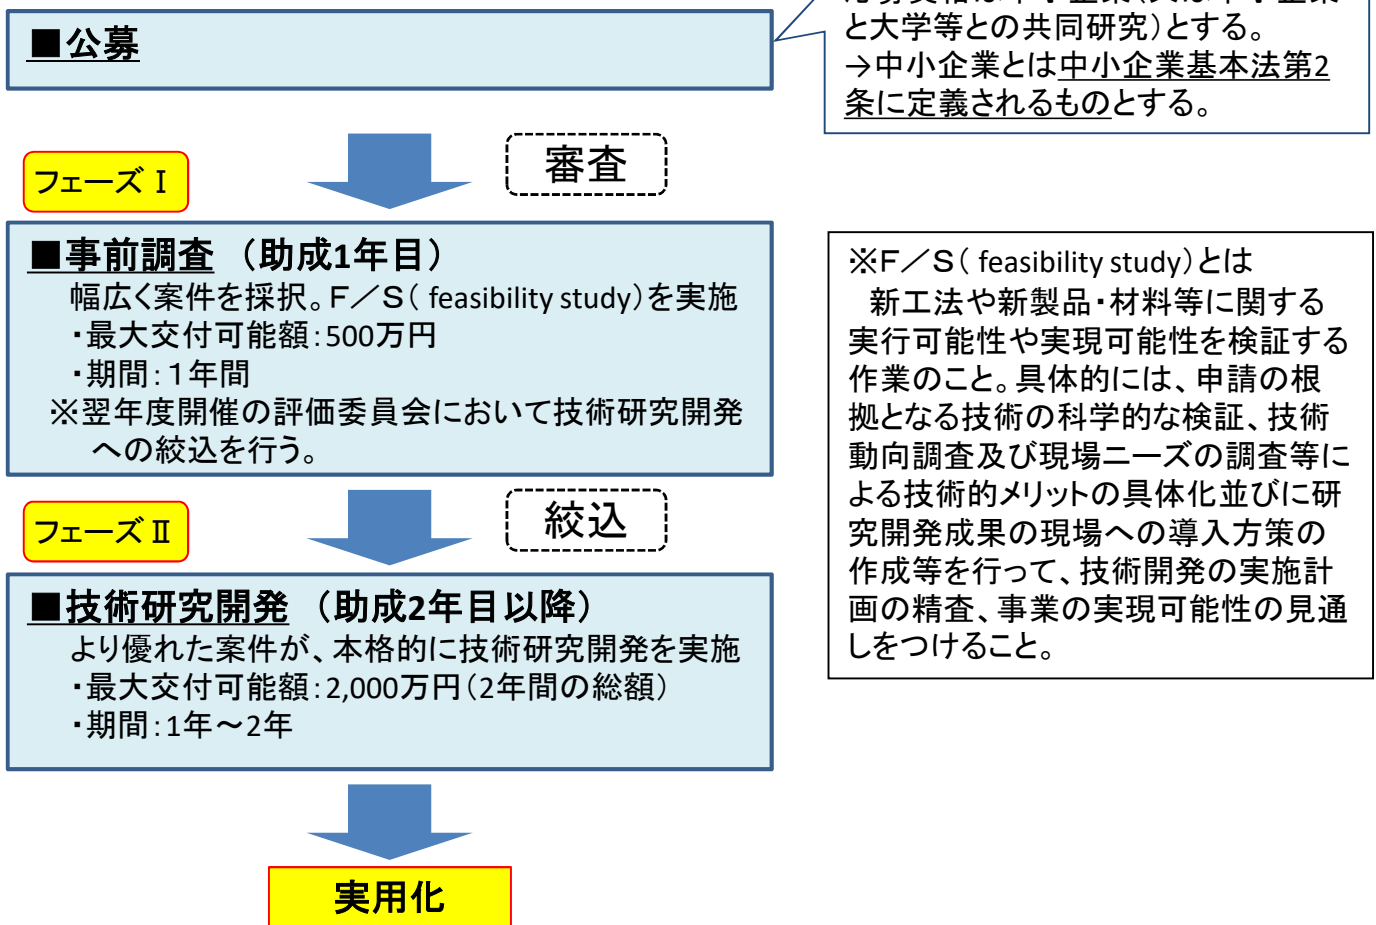 ■公募
と大学等との共同研究）とする。
→中小企業とは中小企業基本法第2
条に定義されるものとする。
審査
フェーズⅠ
■事前調査 （助成1年目）
幅広く案件を採択。Ｆ／Ｓ（ feasibility study）を実施
・最大交付可能額：500万円
・期間：１年間
※翌年度開催の評価委員会において技術研究開発
への絞込を行う。
※Ｆ／Ｓ（ feasibility study）とは
新工法や新製品・材料等に関する
実行可能性や実現可能性を検証する
作業のこと。具体的には、申請の根
拠となる技術の科学的な検証、技術
動向調査及び現場ニーズの調査等に
よる技術的メリットの具体化並びに研
究開発成果の現場への導入方策の
作成等を行って、技術開発の実施計
画の精査、事業の実現可能性の見通
しをつけること。
絞込
フェーズⅡ
■技術研究開発 （助成2年目以降）
より優れた案件が、本格的に技術研究開発を実施
・最大交付可能額：2,000万円（2年間の総額）
・期間：1年～2年
実用化